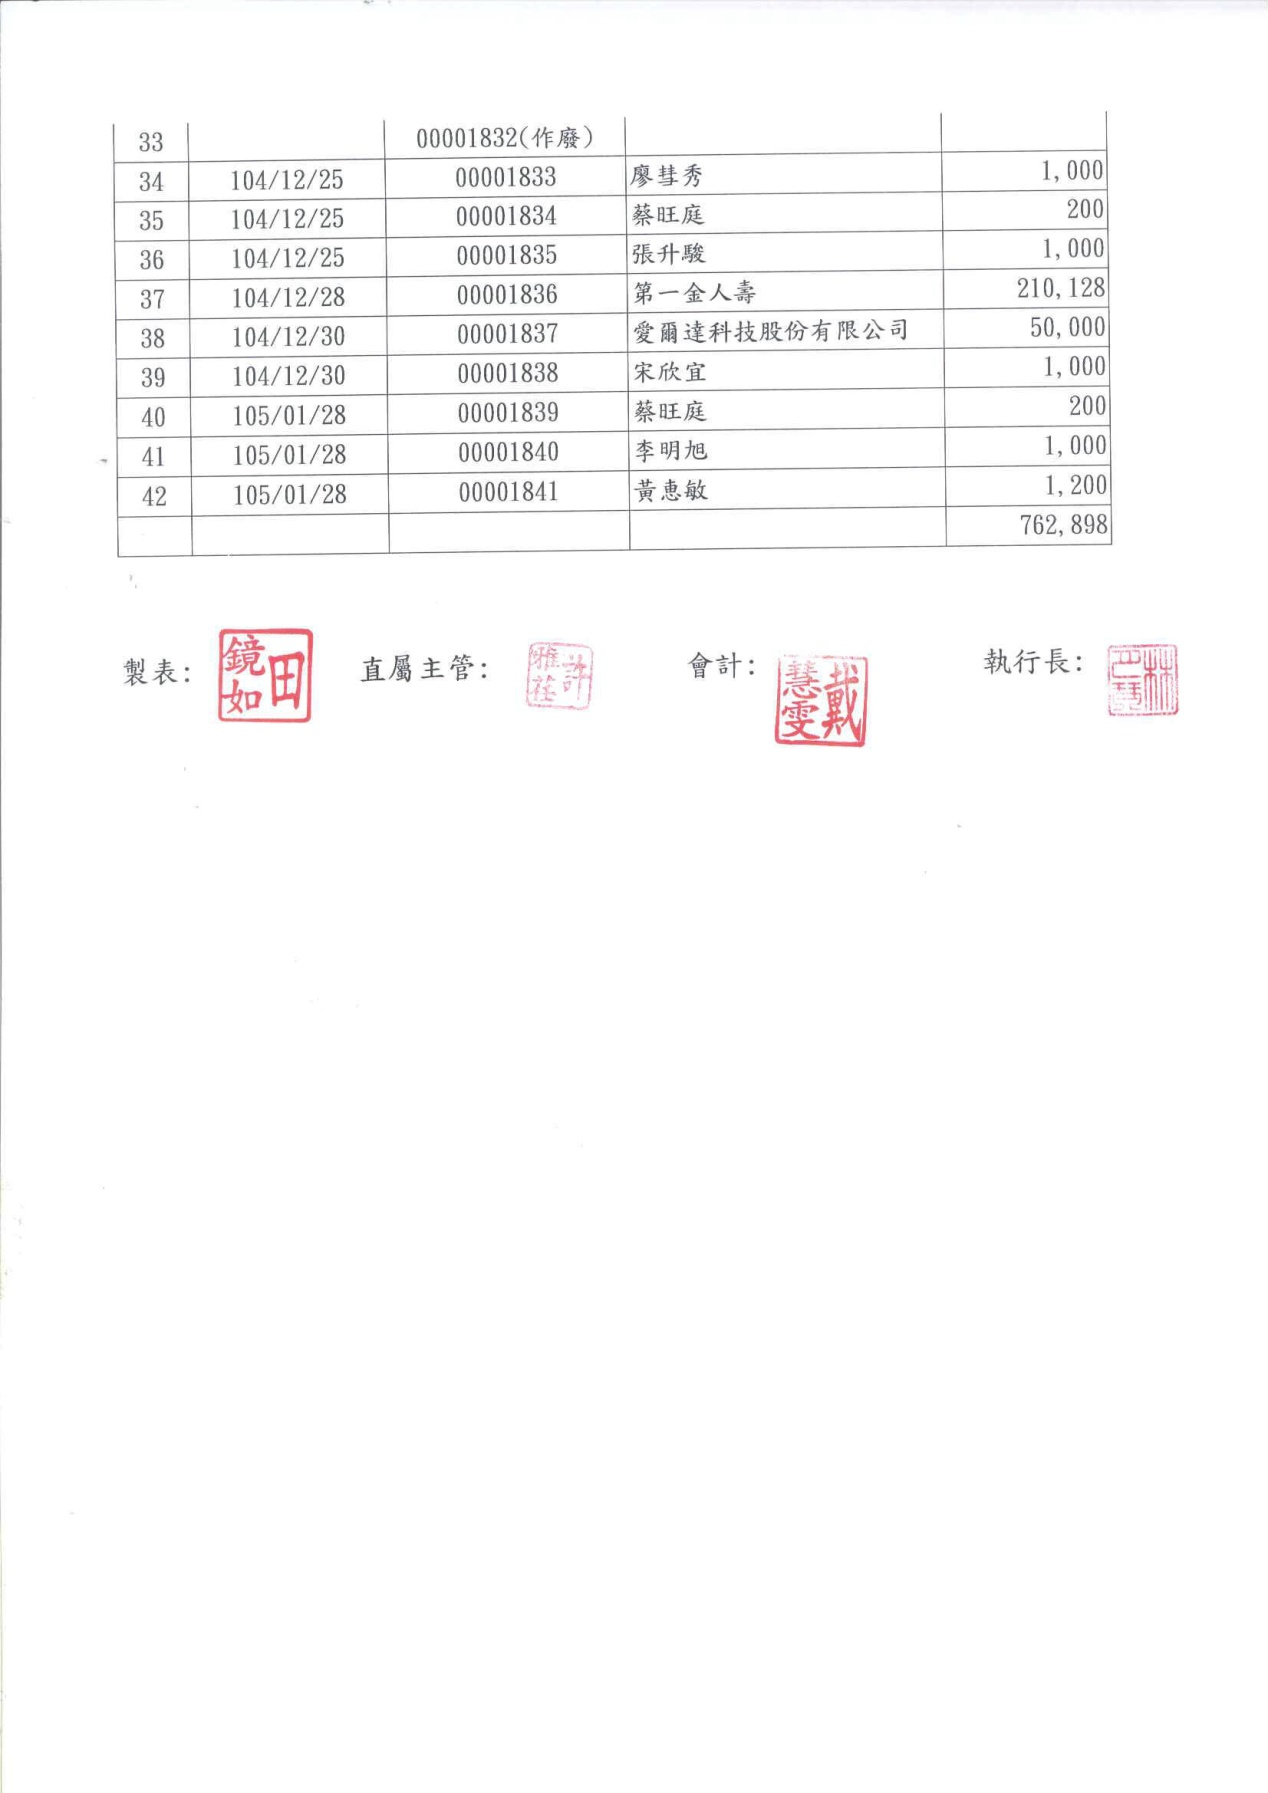 33 00001832(作廢)
34 104/12/25 00001833 廖彗秀 1,000
35 104/12/25 00001834 蔡旺庭 200
36 104/12/25 00001835 張升駿 1,000
37 104/12/28 00001836 第一金人壽 210,128
38 104/12/30 00001837 愛爾達科技股份有限公司 50,000
39 104/12/30 00001838 宋欣宜 1,000
40 105/01/28 00001839 蔡旺庭 200
41 105/01/28 00001840 李明旭 1,000
42 105/01/28 00001841 黃惠敏 1,200
762,898
製表: 田鏡如 直屬主管: 許雅荏 會計: 戴慧雯 執行長: 林